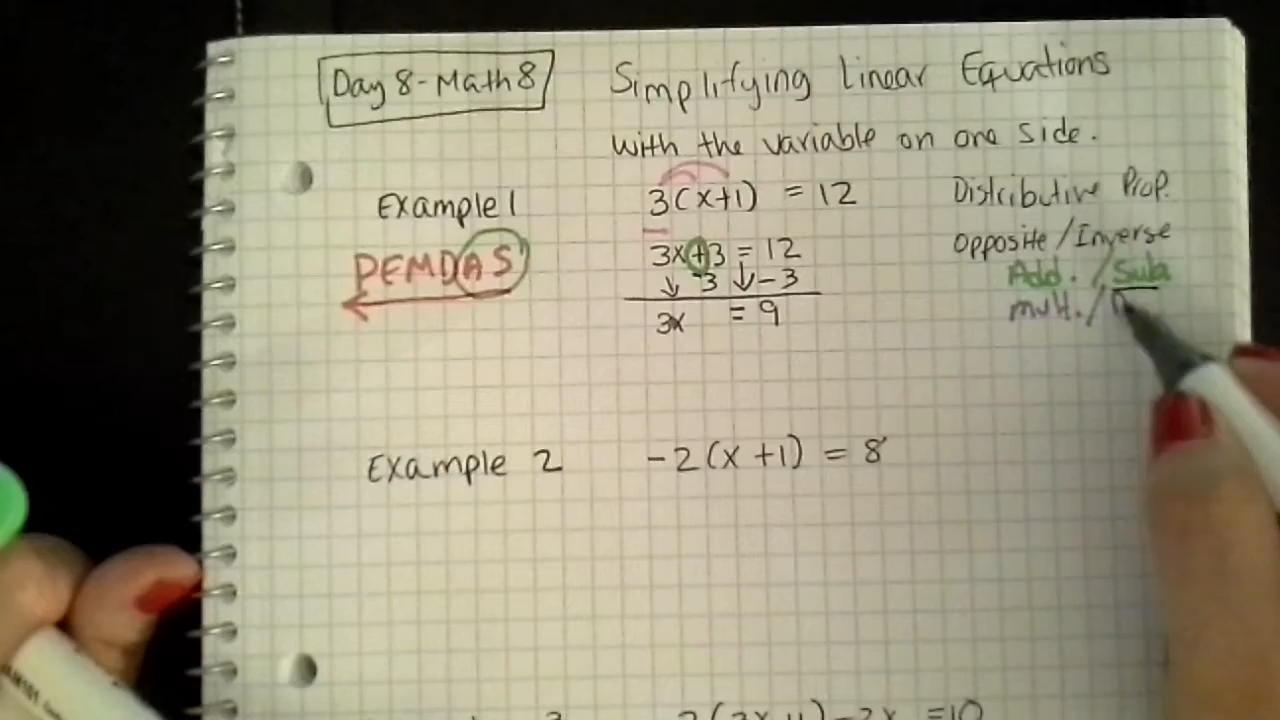 Day 8-Math 8
Simplifying Linear Equations
with the variable on one side.
Example 1
3(x+1) = 12
Distributive Prop.
PEMDAS
3x+3 = 12
Opposite/Inverse
-3 -3
Add. / Sub
3x = 9
mult. /
Example 2
-2(x+1) = 8